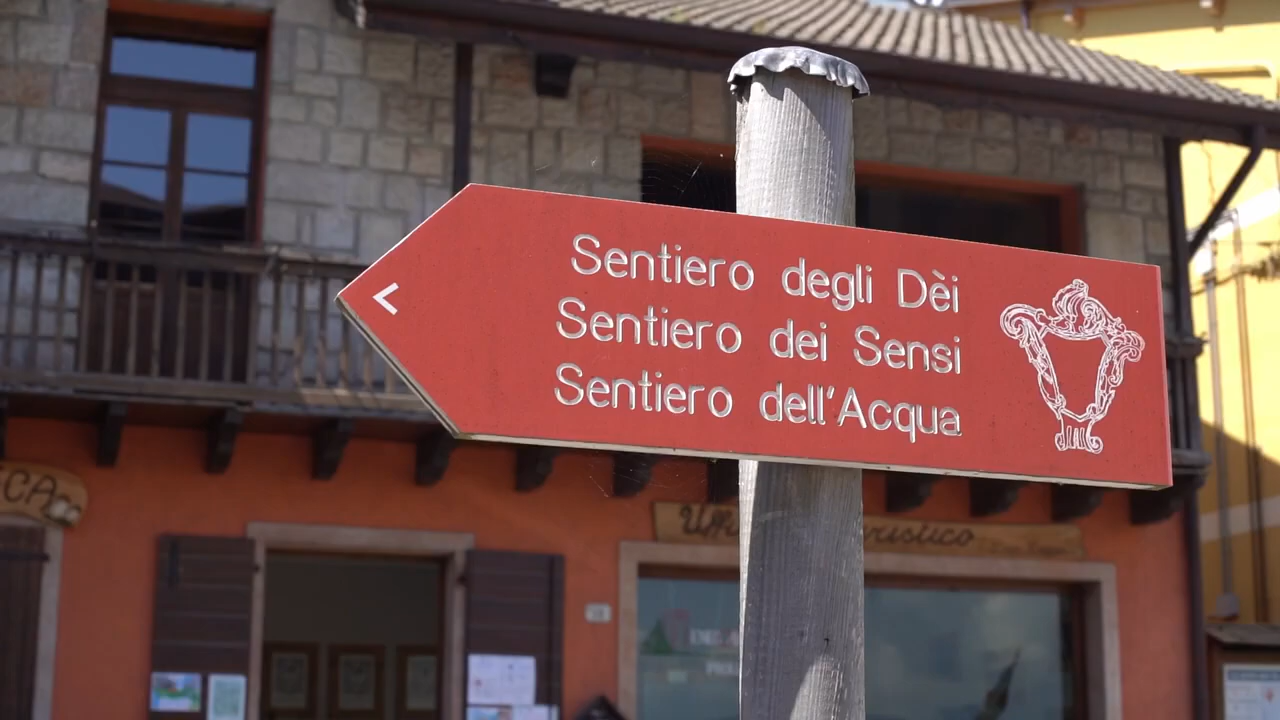 Sentiero degli Dèi
Sentiero dei Sensi
Sentiero dell'Acqua